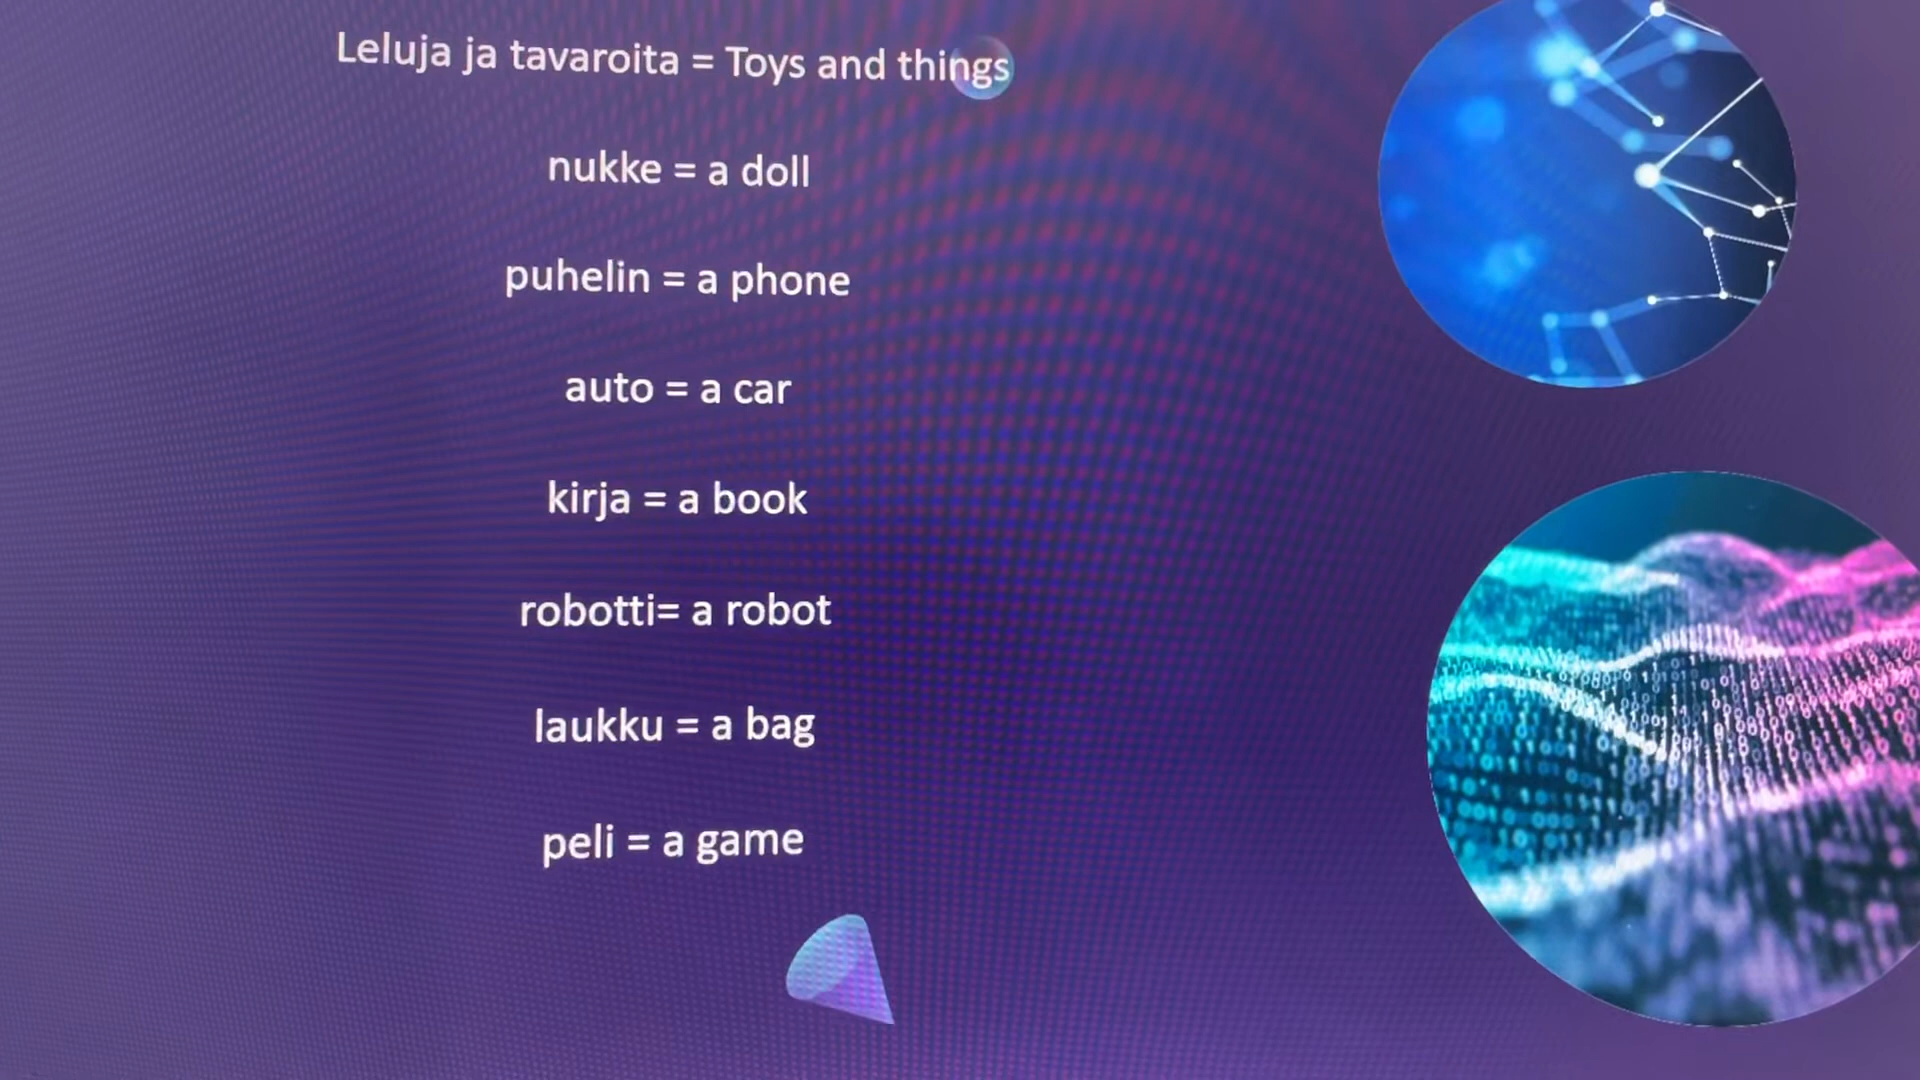 Leluja ja tavaroita = Toys and things
nukke = a doll
puhelin = a phone
auto = a car
kirja = a book
robotti= a robot
laukku = a bag
peli = a game